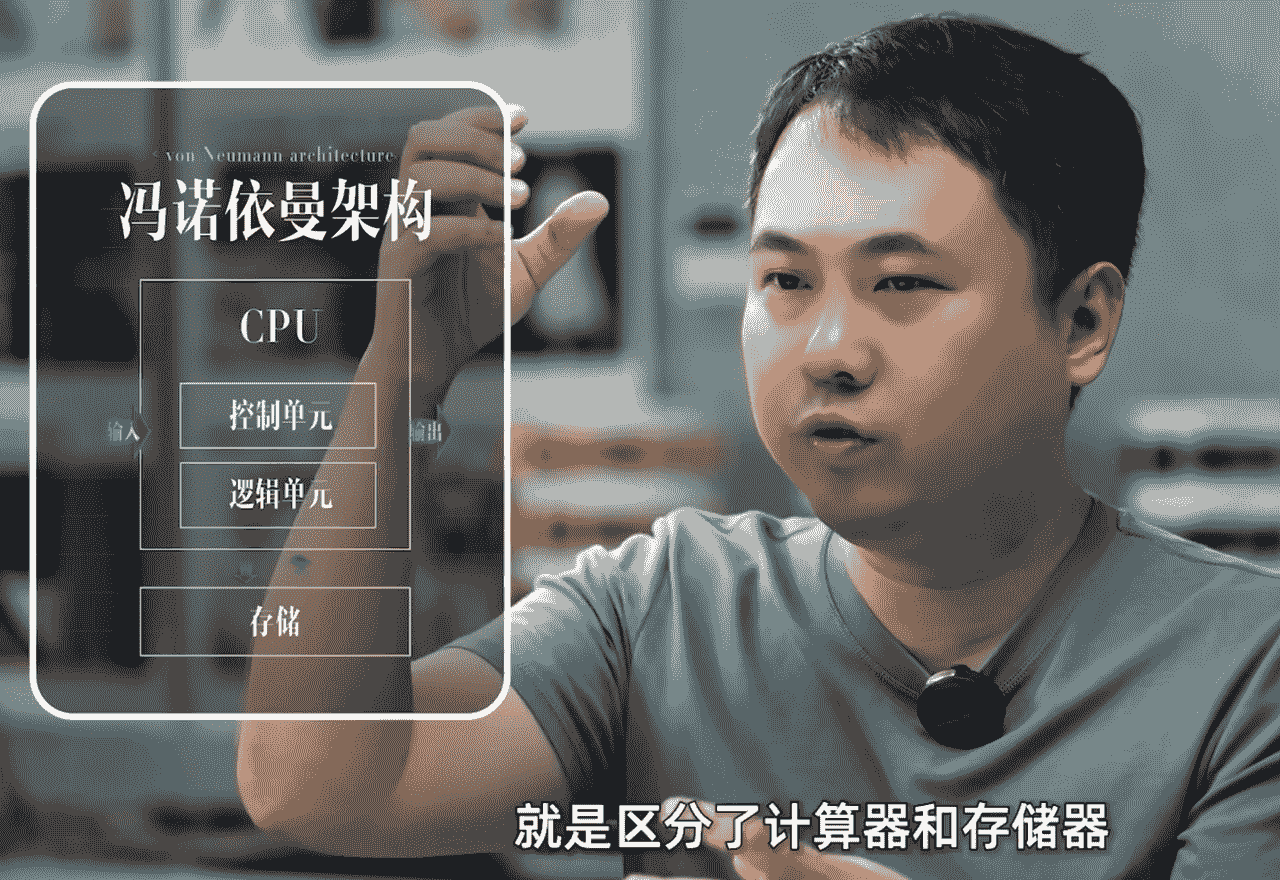 von Neumann architecture
冯诺依曼架构
CPU
控制单元
输入
输出
逻辑单元
存储
就是区分了计算器和存储器